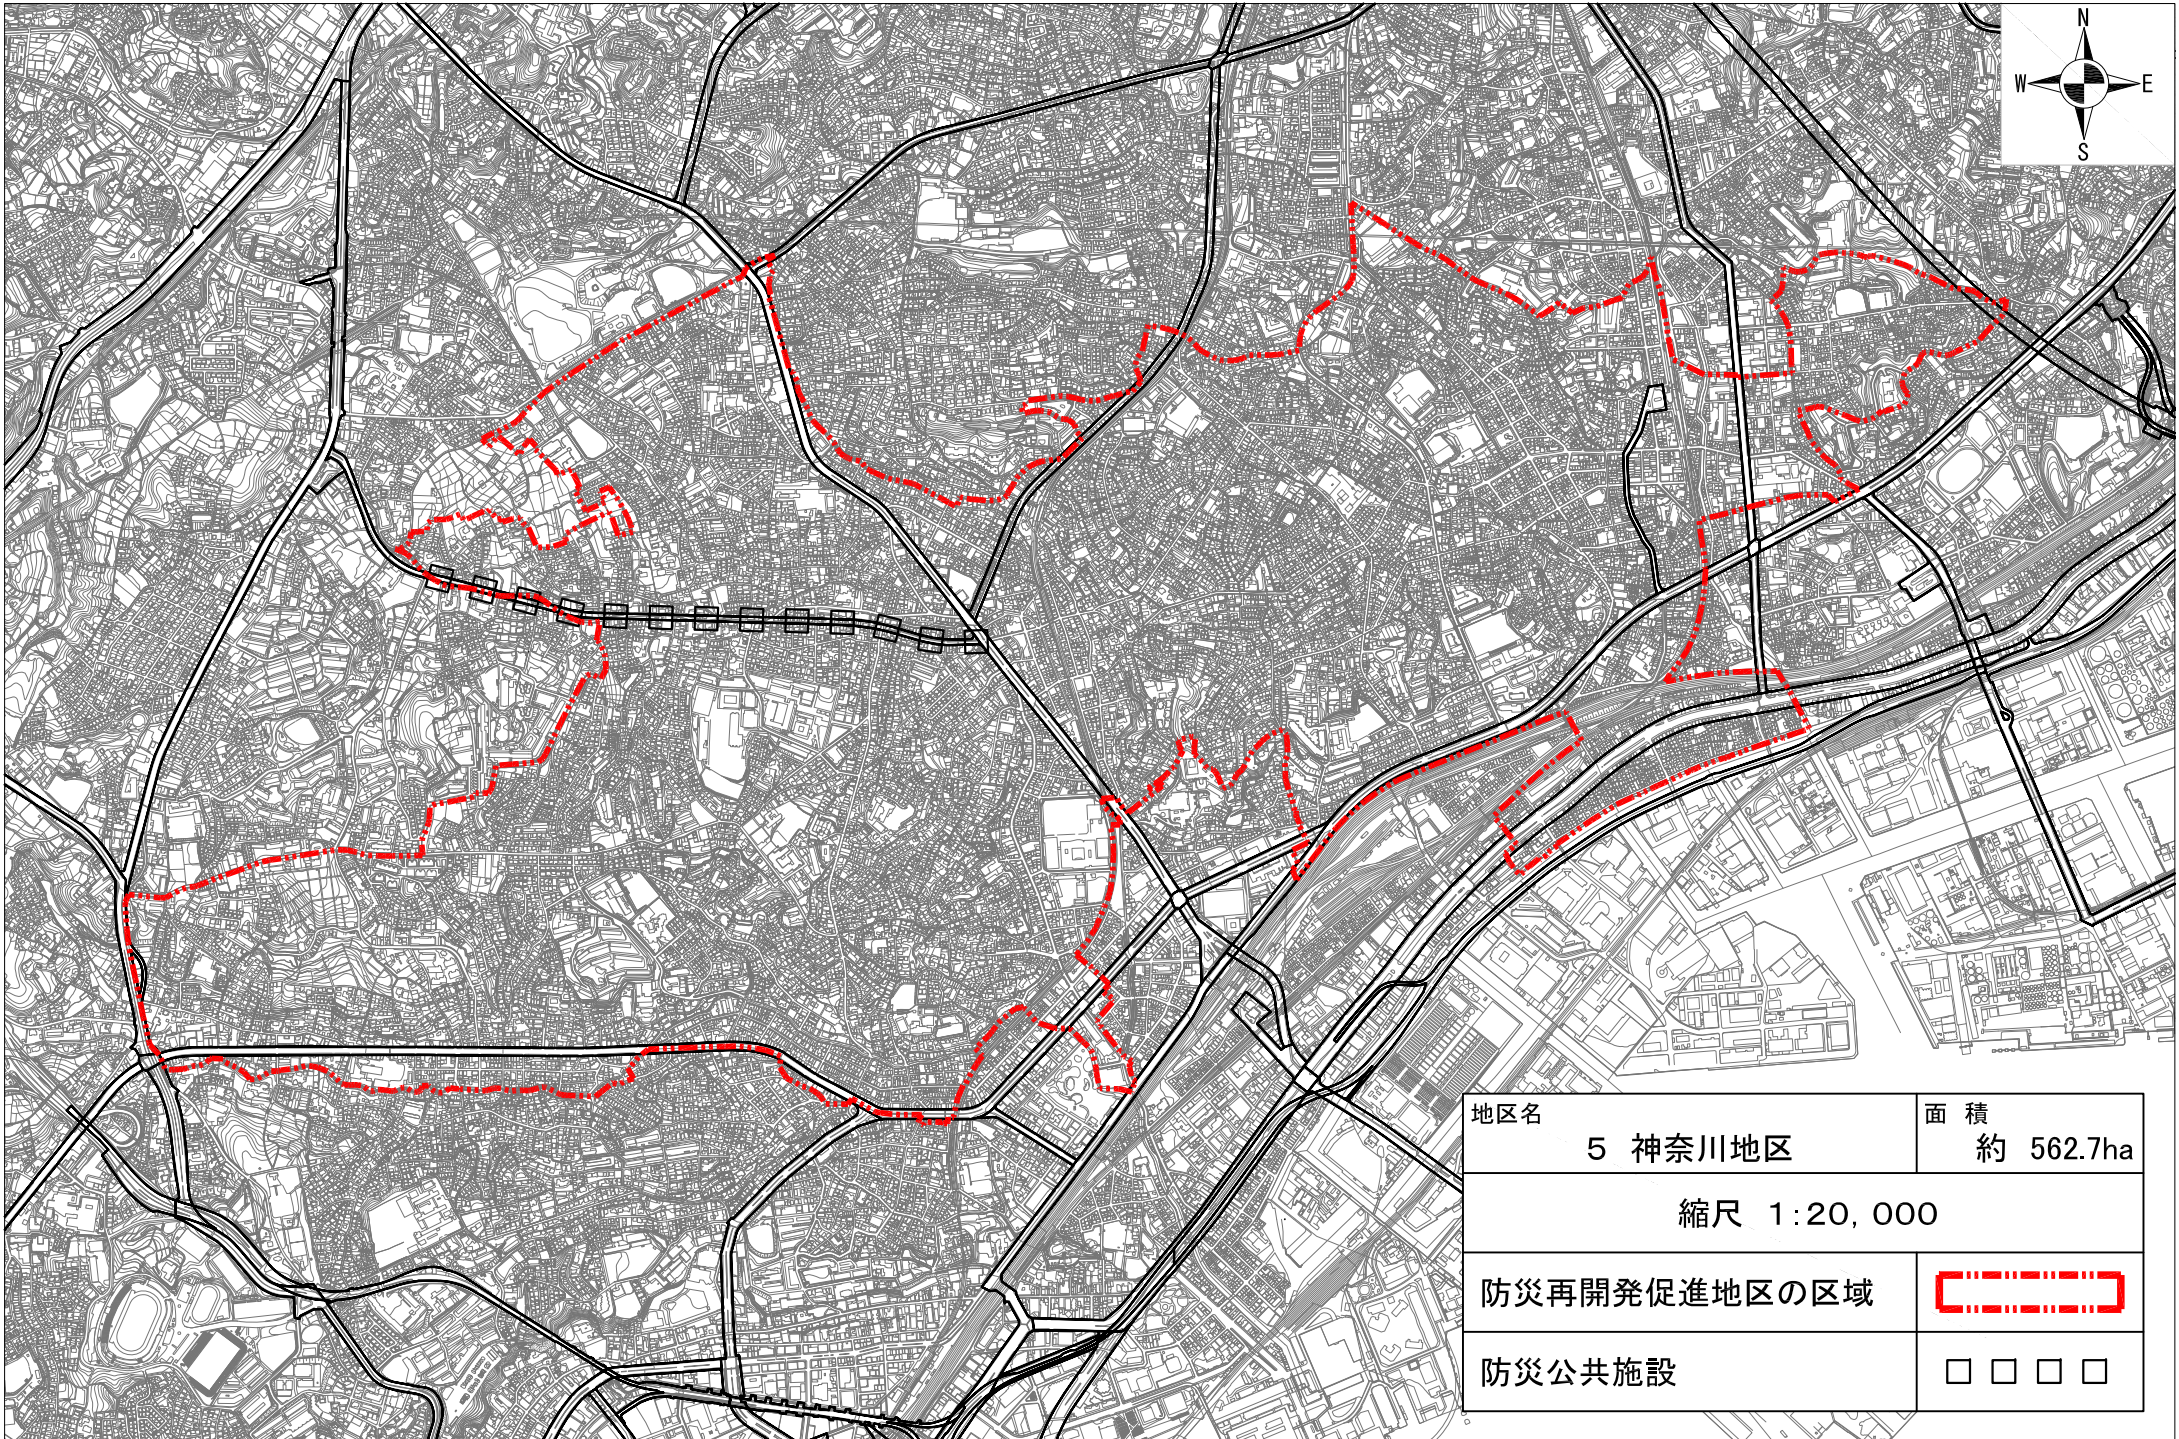 N
W E
S
地区名
5 神奈川地区
面 積
約 562.7ha
縮尺 1:20,000
防災再開発促進地区の区域
防災公共施設